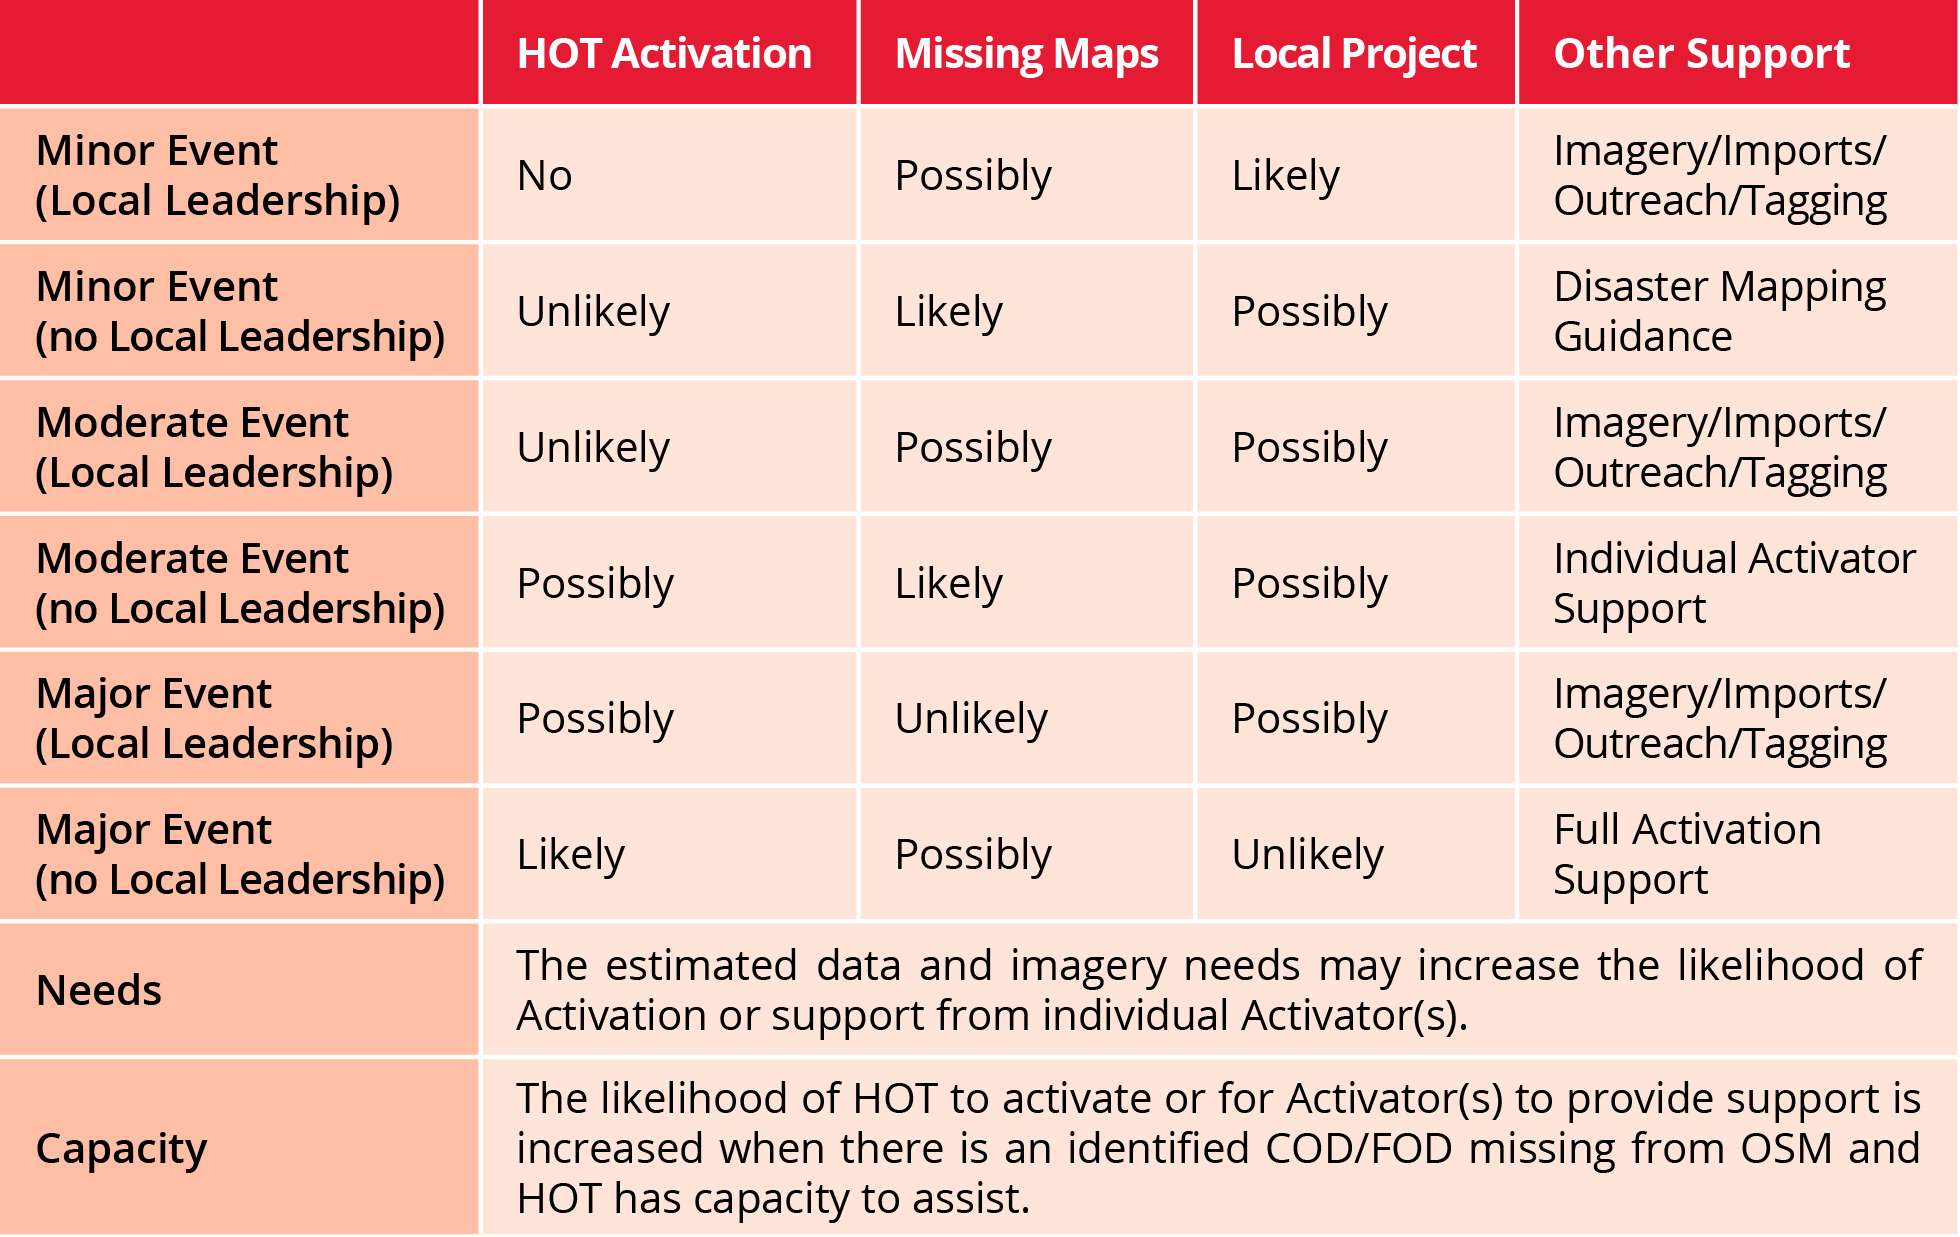 HOT Activation
Missing Maps
Local Project
Other Support
Minor Event
(Local Leadership)
No
Possibly
Likely
Imagery/Imports/
Outreach/Tagging
Minor Event
(no Local Leadership)
Unlikely
Likely
Possibly
Disaster Mapping
Guidance
Moderate Event
(Local Leadership)
Unlikely
Possibly
Possibly
Imagery/Imports/
Outreach/Tagging
Moderate Event
(no Local Leadership)
Possibly
Likely
Possibly
Individual Activator
Support
Major Event
(Local Leadership)
Possibly
Unlikely
Possibly
Imagery/Imports/
Outreach/Tagging
Major Event
(no Local Leadership)
Likely
Possibly
Unlikely
Full Activation
Support
Needs
The estimated data and imagery needs may increase the likelihood of
Activation or support from individual Activator(s).
Capacity
The likelihood of HOT to activate or for Activator(s) to provide support is
increased when there is an identified COD/FOD missing from OSM and
HOT has capacity to assist.